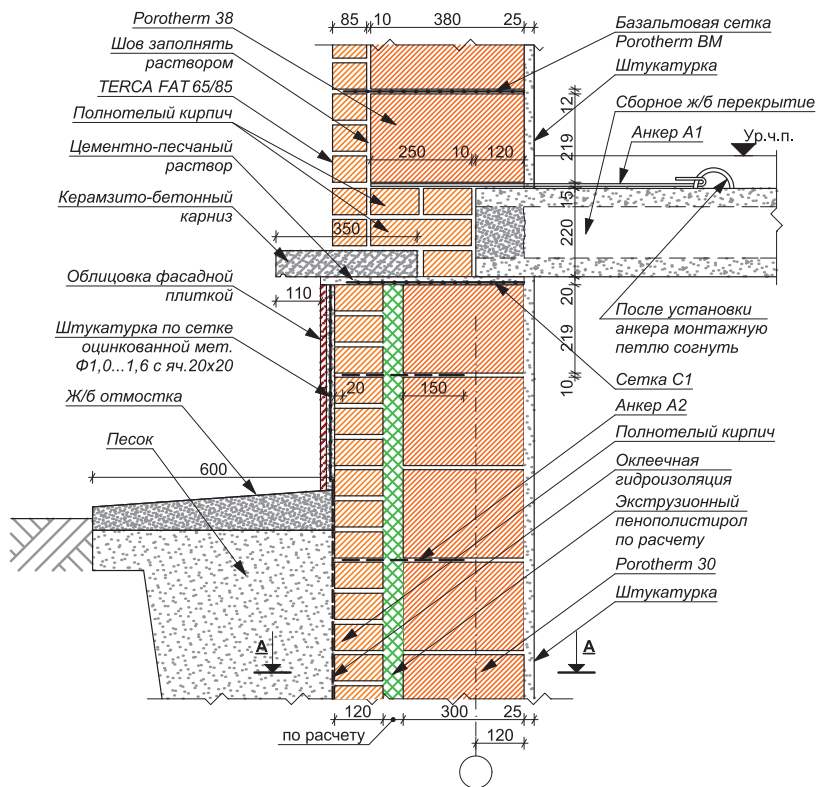 85 10 380 25
Porotherm 38
Шов заполнять
раствором
TERCA FAT 65/85
Полнотелый кирпич
Цементно-песчаный
раствор
Керамзито-бетонный
карниз
350
Облицовка фасадной
плиткой
110
Штукатурка по сетке
оцинкованной мет.
Ф1,0...1,6 с яч.20х20
Ж/б отмостка
Песок
600
250 10 120
20 150
Базальтовая сетка
Porotherm BM
Штукатурка
Сборное ж/б перекрытие
Анкер А1
Ур.ч.п.
12
219
15
220
20
219
10
После установки
анкера монтажную
петлю согнуть
Сетка С1
Анкер А2
Полнотелый кирпич
Оклеечная
гидроизоляция
Экструзионный
пенополистирол
по расчету
Porotherm 30
Штукатурка
А А
120 300 25
по расчету
120